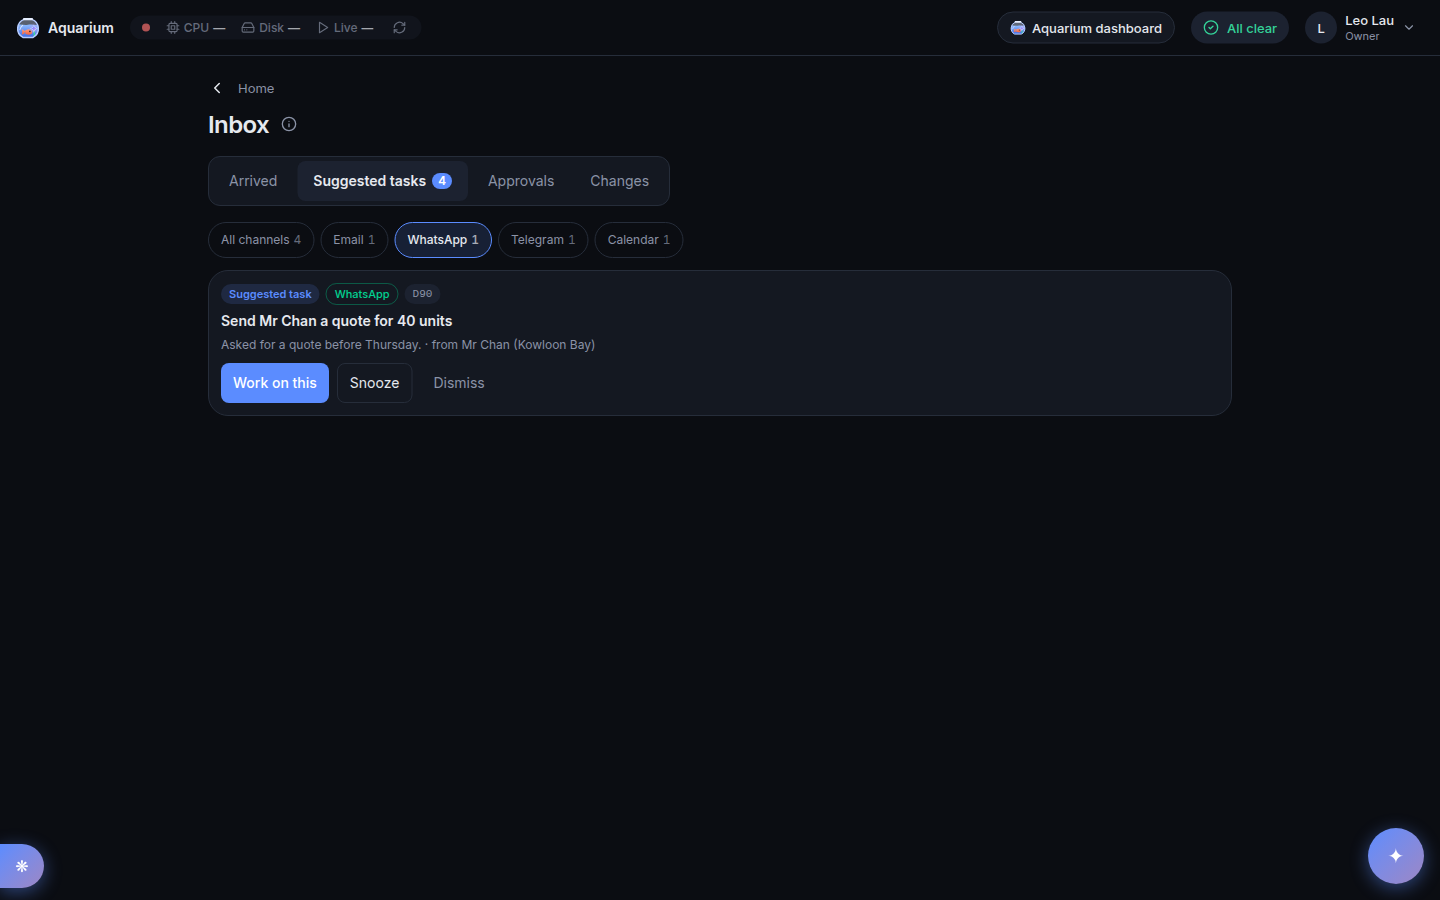 Aquarium CPU — Disk — Live — Aquarium dashboard All clear L Leo Lau
Owner
Home
Inbox
Arrived Suggested tasks 4 Approvals Changes
All channels 4 Email 1 WhatsApp 1 Telegram 1 Calendar 1
Suggested task WhatsApp D90
Send Mr Chan a quote for 40 units
Asked for a quote before Thursday. · from Mr Chan (Kowloon Bay)
Work on this Snooze Dismiss